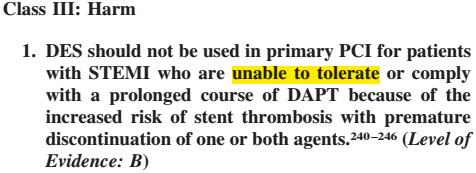 Class III: Harm
1. DES should not be used in primary PCI for patients
with STEMI who are unable to tolerate or comply
with a prolonged course of DAPT because of the
increased risk of stent thrombosis with premature
discontinuation of one or both agents.²⁴⁰⁻²⁴⁶ (Level of
Evidence: B)